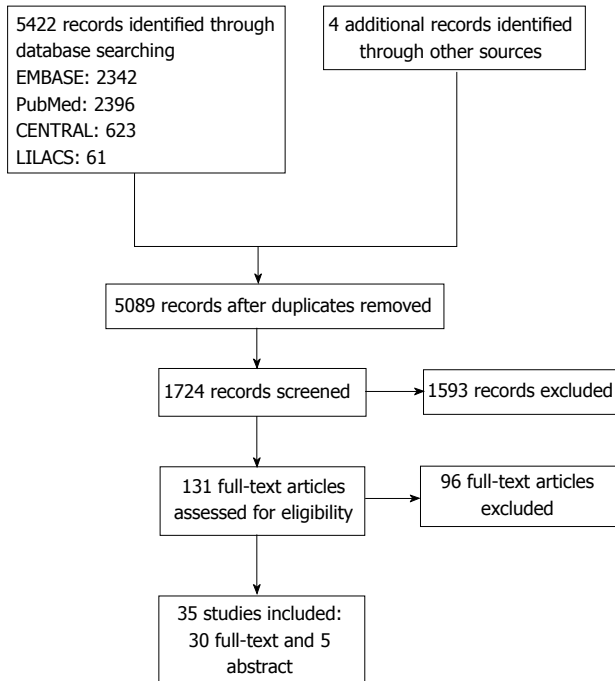 5422 records identified through
database searching
EMBASE: 2342
PubMed: 2396
CENTRAL: 623
LILACS: 61
4 additional records identified
through other sources
5089 records after duplicates removed
1724 records screened
1593 records excluded
131 full-text articles
assessed for eligibility
96 full-text articles
excluded
35 studies included:
30 full-text and 5
abstract